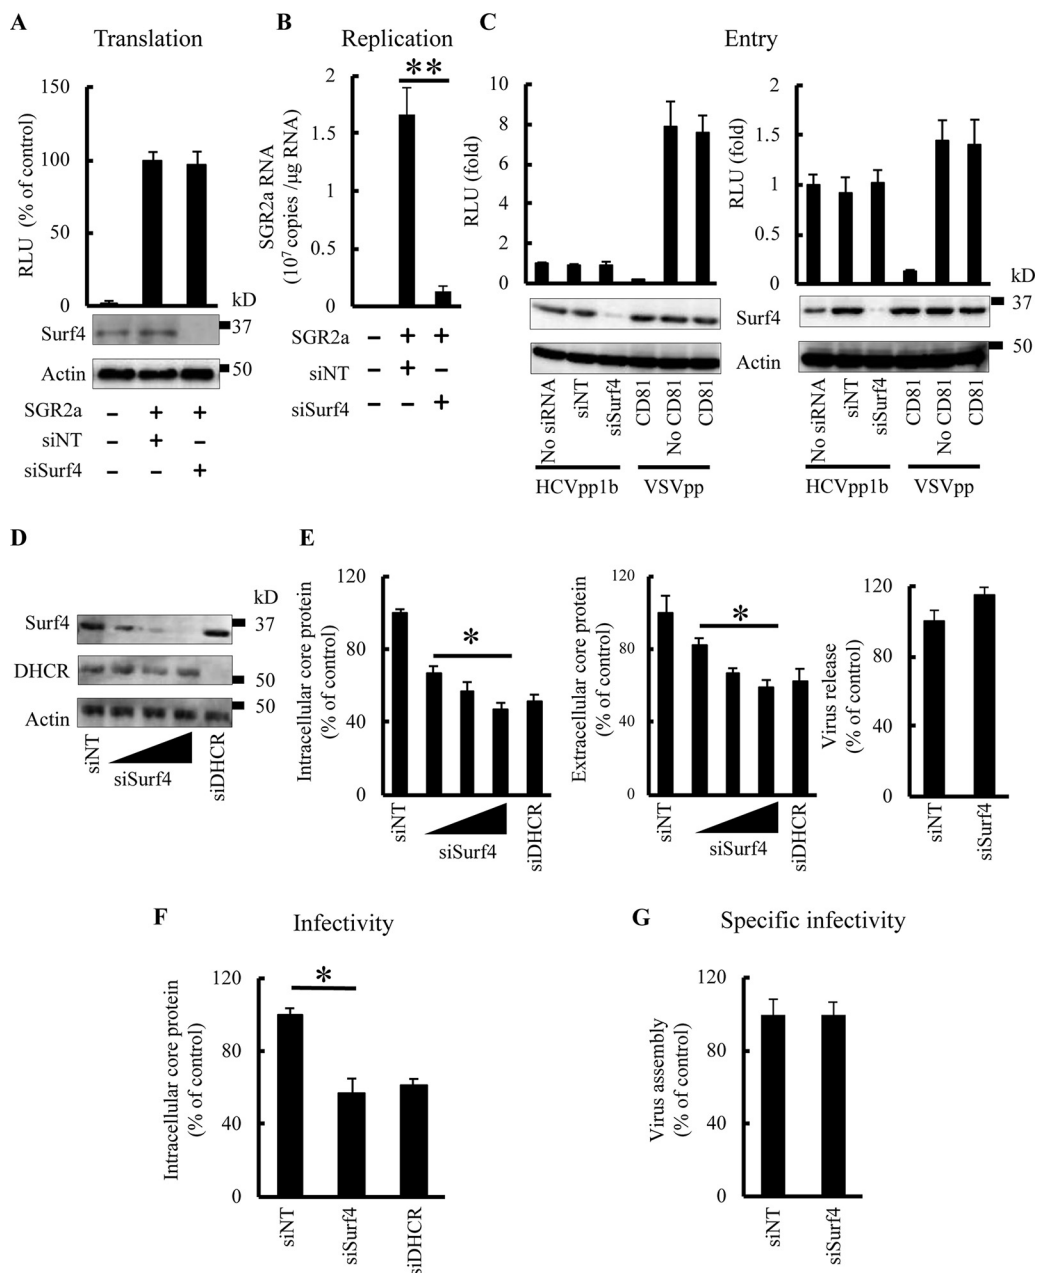 A
Translation
RLU (% of control)
150
100
50
0
kD
Surf4
37
Actin
50
SGR2a – + +
siNT – + –
siSurf4 – – +
B
Replication
SGR2a RNA
(10⁷ copies /µg RNA)
2
1.5
1
0.5
0
**
SGR2a – + +
siNT – + –
siSurf4 – – +
C
Entry
RLU (fold)
10
8
6
4
2
0
No siRNA
siNT
siSurf4
CD81
No CD81
CD81
HCVpp1b
VSVpp
RLU (fold)
2
1.5
1
0.5
0
kD
Surf4
37
Actin
50
No siRNA
siNT
siSurf4
CD81
No CD81
CD81
HCVpp1b
VSVpp
D
kD
Surf4
37
DHCR
50
Actin
50
siNT
siSurf4
siDHCR
E
Intracellular core protein
(% of control)
120
80
40
0
*
siNT
siSurf4
siDHCR
Extracellular core protein
(% of control)
120
80
40
0
*
siNT
siSurf4
siDHCR
Virus release
(% of control)
120
80
40
0
siNT
siSurf4
F
Infectivity
Intracellular core protein
(% of control)
120
80
40
0
*
siNT
siSurf4
siDHCR
G
Specific infectivity
Virus assembly
(% of control)
120
80
40
0
siNT
siSurf4